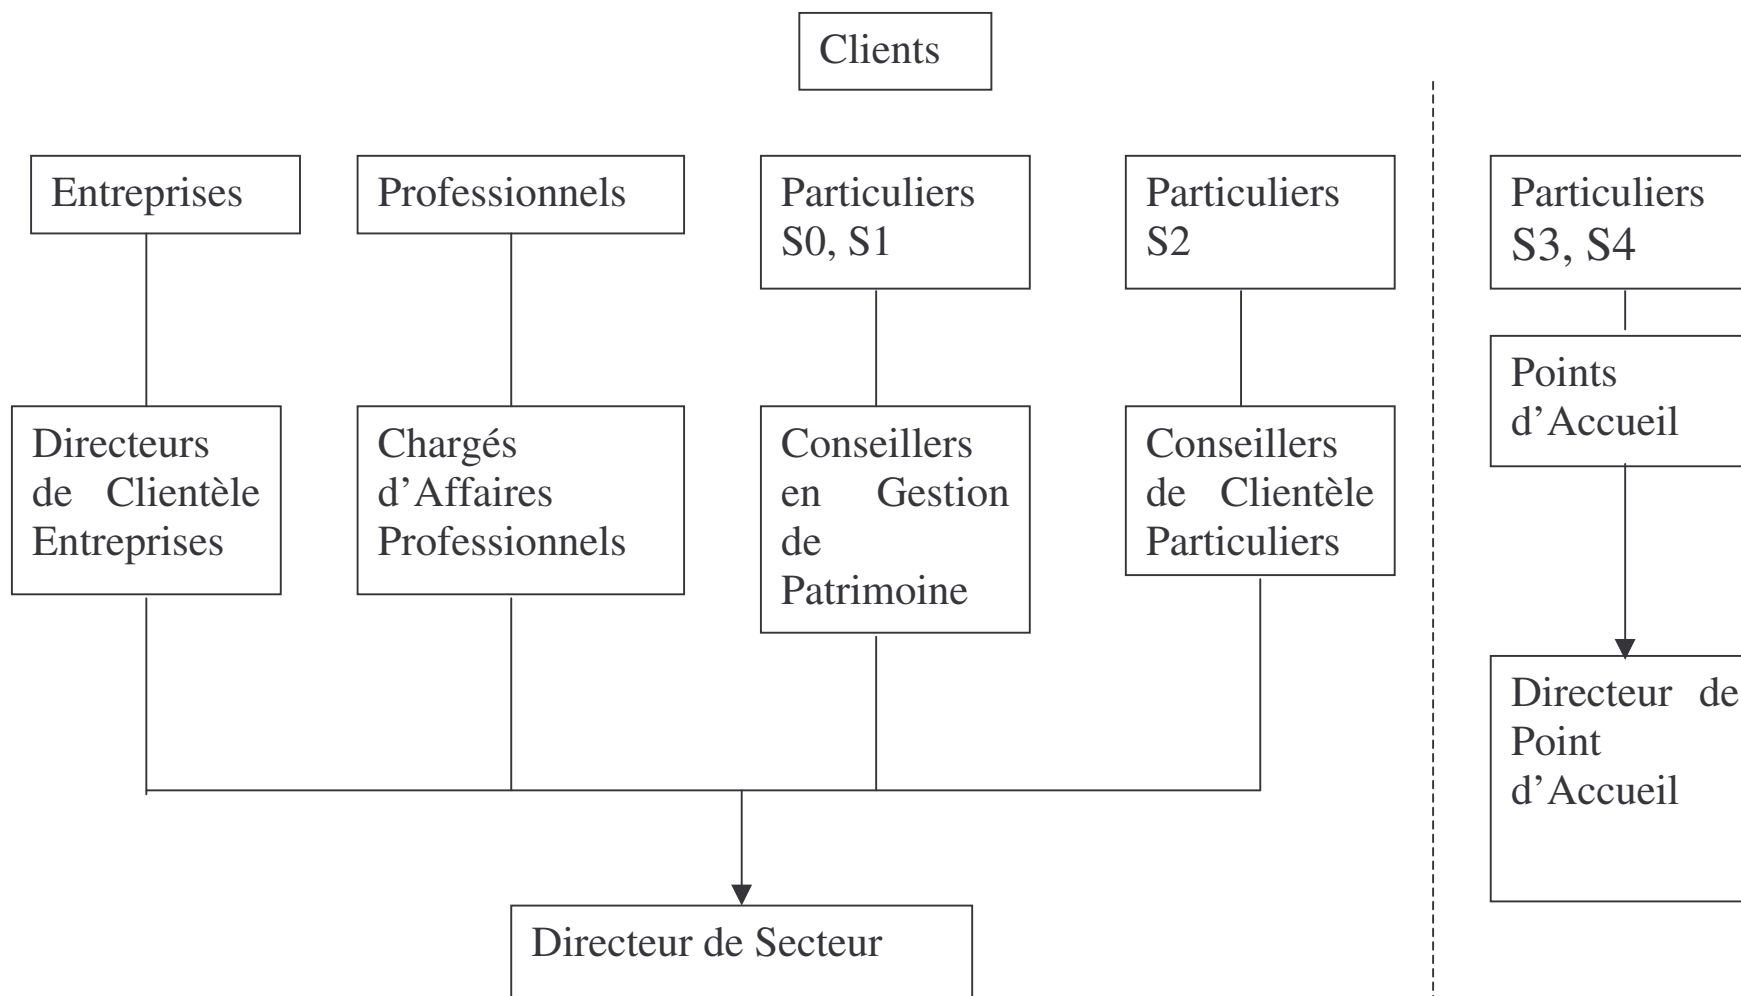 Clients
Entreprises
Professionnels
Particuliers
S0, S1
Particuliers
S2
Particuliers
S3, S4
Points
d’Accueil
Directeurs
de Clientèle
Entreprises
Chargés
d’Affaires
Professionnels
Conseillers
en Gestion
de
Patrimoine
Conseillers
de Clientèle
Particuliers
Directeur de
Point
d’Accueil
Directeur de Secteur